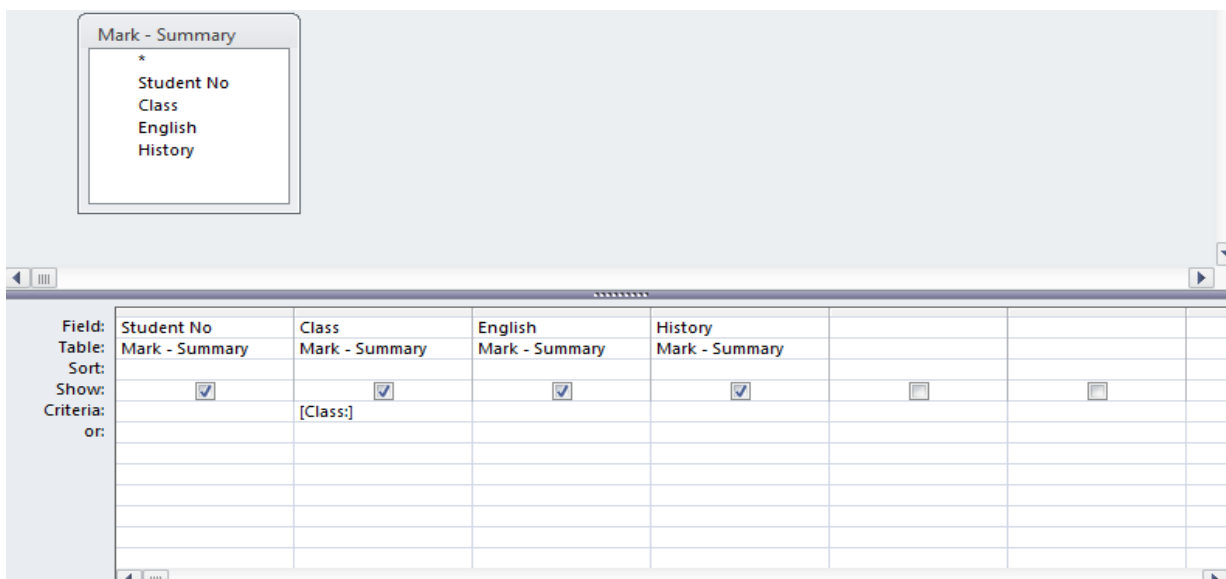 Mark - Summary
*
Student No
Class
English
History
Field: Student No Class English History
Table: Mark - Summary Mark - Summary Mark - Summary Mark - Summary
Sort:
Show:
Criteria: [Class:]
or: